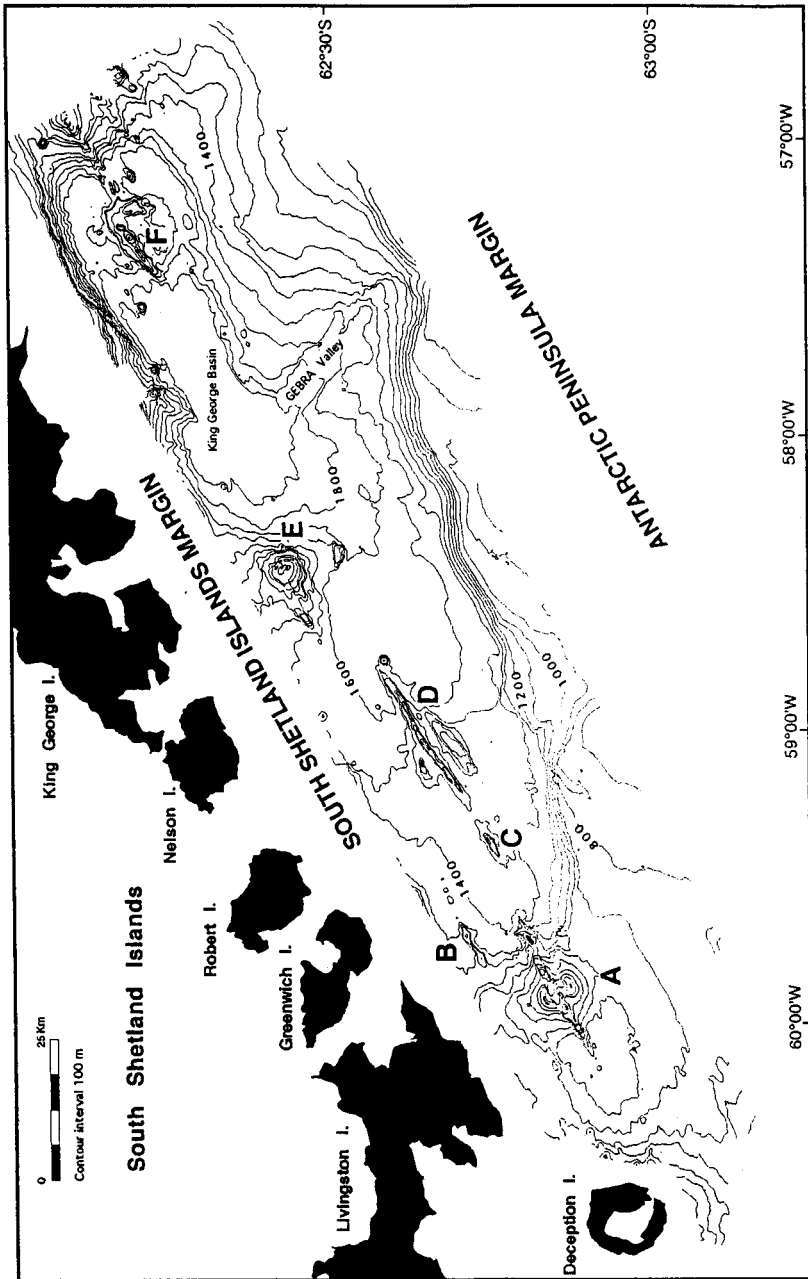 South Shetland Islands
0
25 Km
Contour interval 100 m
King George I.
Nelson I.
Robert I.
Greenwich I.
Livingston I.
Deception I.
SOUTH SHETLAND ISLANDS MARGIN
ANTARCTIC PENINSULA MARGIN
King George Basin
GEBRA Valley
A
B
C
D
E
F
1400
1800
1600
1400
1200
1000
800
62°30'S
63°00'S
60°00'W
59°00'W
58°00'W
57°00'W